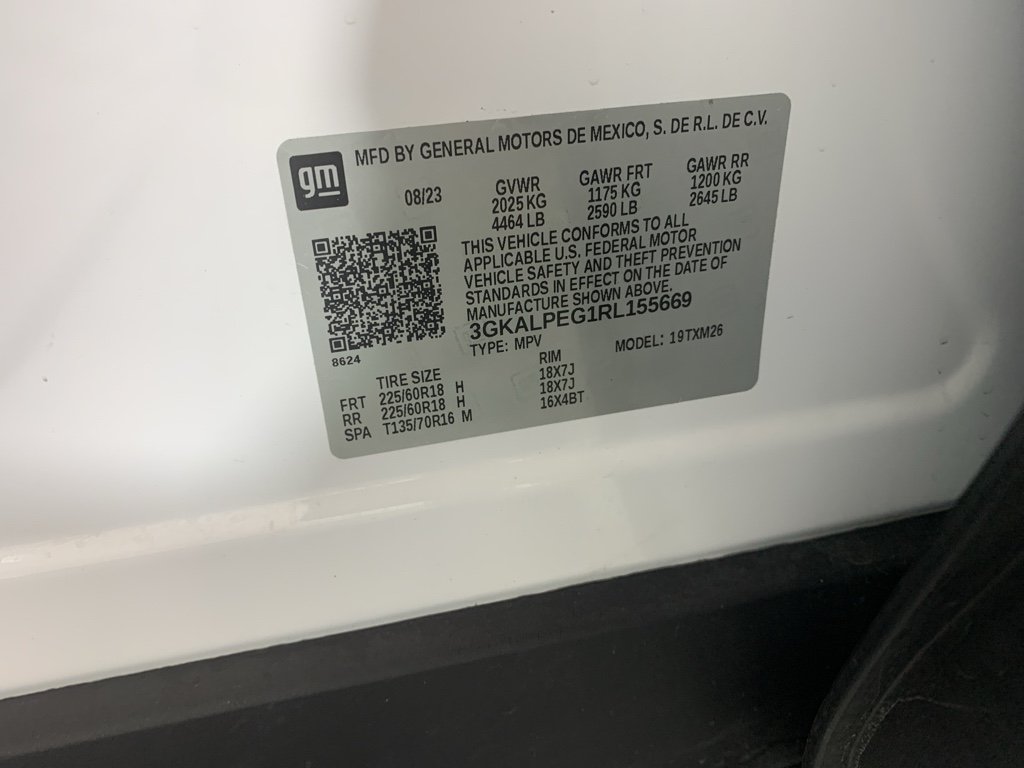 gm
MFD BY GENERAL MOTORS DE MEXICO, S. DE R.L. DE C.V.
08/23
GVWR
2025 KG
4464 LB
GAWR FRT
1175 KG
2590 LB
GAWR RR
1200 KG
2645 LB
THIS VEHICLE CONFORMS TO ALL
APPLICABLE U.S. FEDERAL MOTOR
VEHICLE SAFETY AND THEFT PREVENTION
STANDARDS IN EFFECT ON THE DATE OF
MANUFACTURE SHOWN ABOVE.
3GKALPEG1RL155669
TYPE: MPV
MODEL: 19TXM26
8624
TIRE SIZE RIM
FRT 225/60R18 H 18X7J
RR 225/60R18 H 18X7J
SPA T135/70R16 M 16X4BT